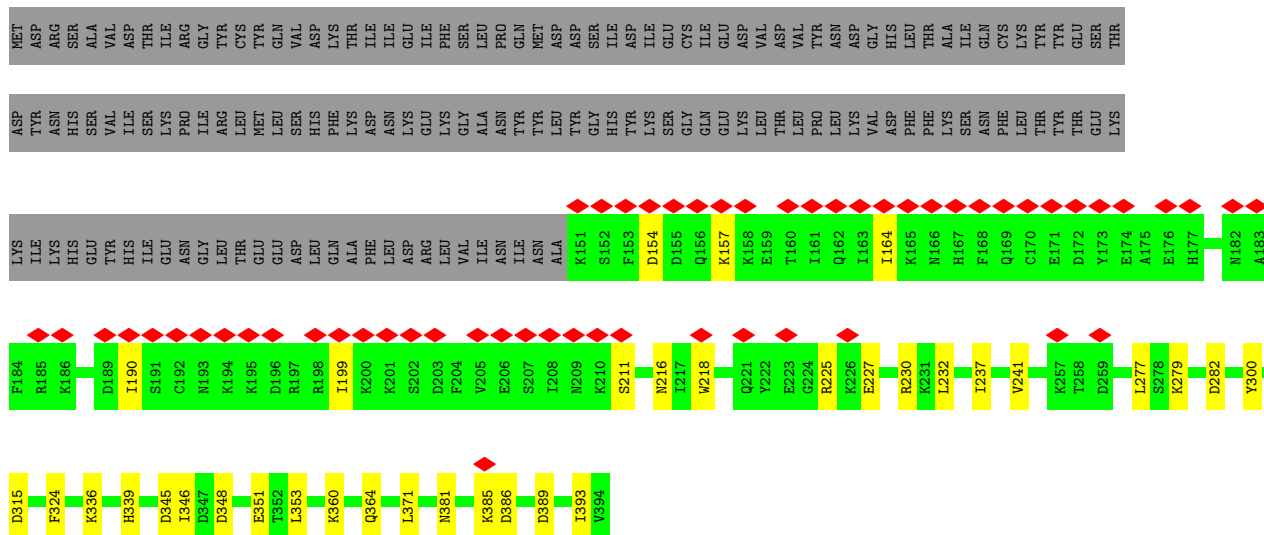 MET ASP ARG SER ALA VAL ASP THR ILE ARG GLY TYR CYS TYR GLN VAL ASP LYS THR ILE ILE GLU ILE PHE SER LEU PRO GLN MET ASP ASP SER ILE ASP ILE GLU CYS ILE GLU ASP VAL ASP VAL TYR ASN ASP GLY HIS LEU THR ALA ILE GLN CYS LYS TYR TYR GLU SER THR
ASP TYR ASN HIS SER VAL ILE SER LYS PRO ILE ARG LEU MET LEU SER HIS PHE LYS ASP ASN LYS GLU LYS GLY ALA ASN TYR TYR LEU TYR GLY HIS TYR LYS SER GLY GLN GLU LYS LEU THR LEU PRO LEU LYS VAL ASP PHE PHE LYS SER ASN PHE LEU THR TYR THR GLU LYS
LYS ILE LYS HIS GLU TYR HIS ILE GLU ASN GLY LEU THR GLU GLU ASP LEU GLN ALA PHE LEU ASP ARG LEU VAL ILE ASN ILE ASN ALA K151 S152 F153 D154 D155 Q156 K157 K158 E159 T160 I161 Q162 I163 I164 K165 N166 H167 F168 Q169 C170 E171 D172 Y173 E174 A175 E176 H177 N182 A183
F184 R185 K186 D189 I190 S191 C192 N193 K194 K195 D196 R197 R198 I199 K200 K201 S202 D203 F204 V205 E206 S207 I208 N209 K210 S211 N216 I217 W218 Q221 Y222 E223 G224 R225 K226 E227 R230 K231 L232 I237 V241 K257 T258 D259 L277 S278 K279 D282 Y300
D315 F324 K336 H339 D345 I346 D347 D348 E351 T352 L353 K360 Q364 L371 N381 K385 D386 D389 I393 V394